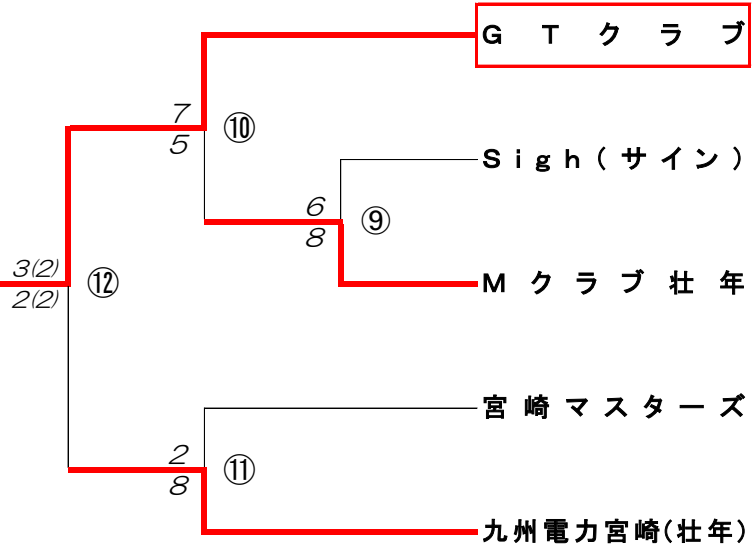 GTクラブ
7
⑩
5
Sigh(サイン)
6
⑨
8
3(2)
⑫
2(2)
Mクラブ壮年
宮崎マスターズ
2
⑪
8
九州電力宮崎(壮年)